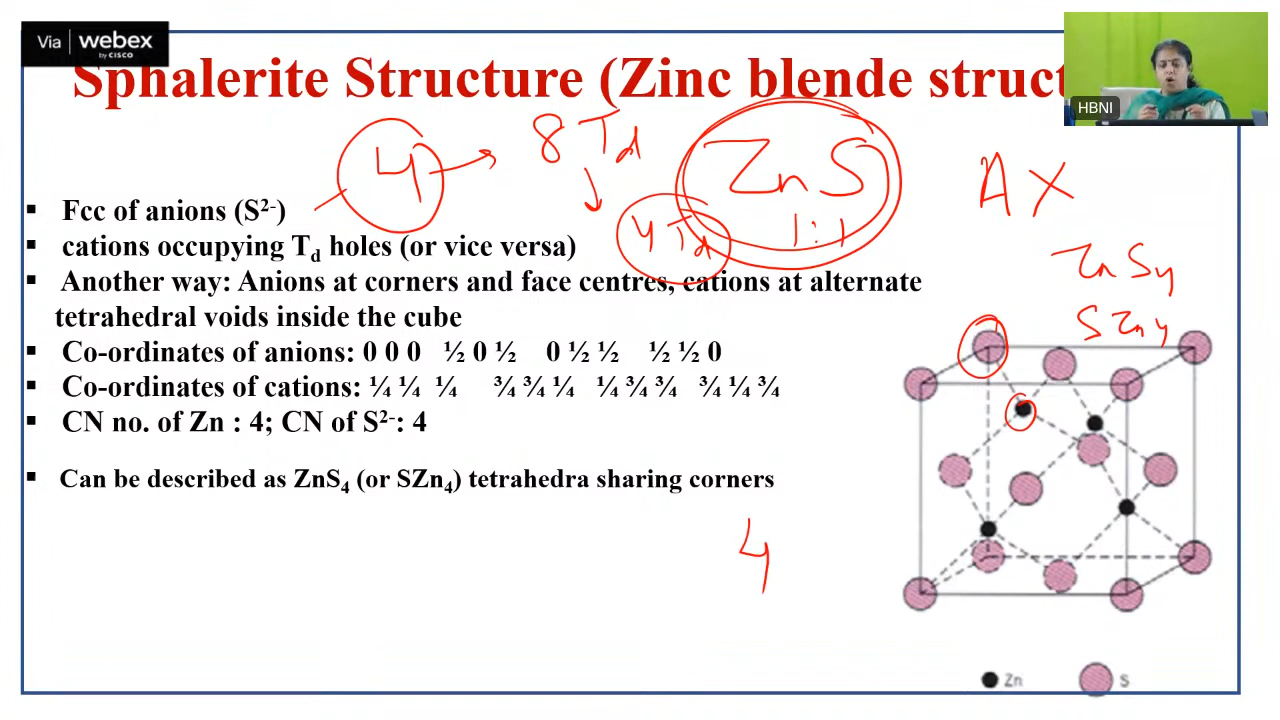 Via webex
by CISCO
Sphalerite Structure (Zinc blende struct
HBNI
4 → 8 Td
ZnS
AX
4 Td
1:1
▪ Fcc of anions (S²⁻)
▪ cations occupying Td holes (or vice versa)
▪ Another way: Anions at corners and face centres, cations at alternate
tetrahedral voids inside the cube
▪ Co-ordinates of anions: 0 0 0 ½ 0 ½ 0 ½ ½ ½ ½ 0
▪ Co-ordinates of cations: ¼ ¼ ¼ ¾ ¾ ¼ ¼ ¾ ¾ ¾ ¼ ¾
▪ CN no. of Zn : 4; CN of S²⁻: 4
▪ Can be described as ZnS₄ (or SZn₄) tetrahedra sharing corners
ZnS4
SZn4
4
Zn S